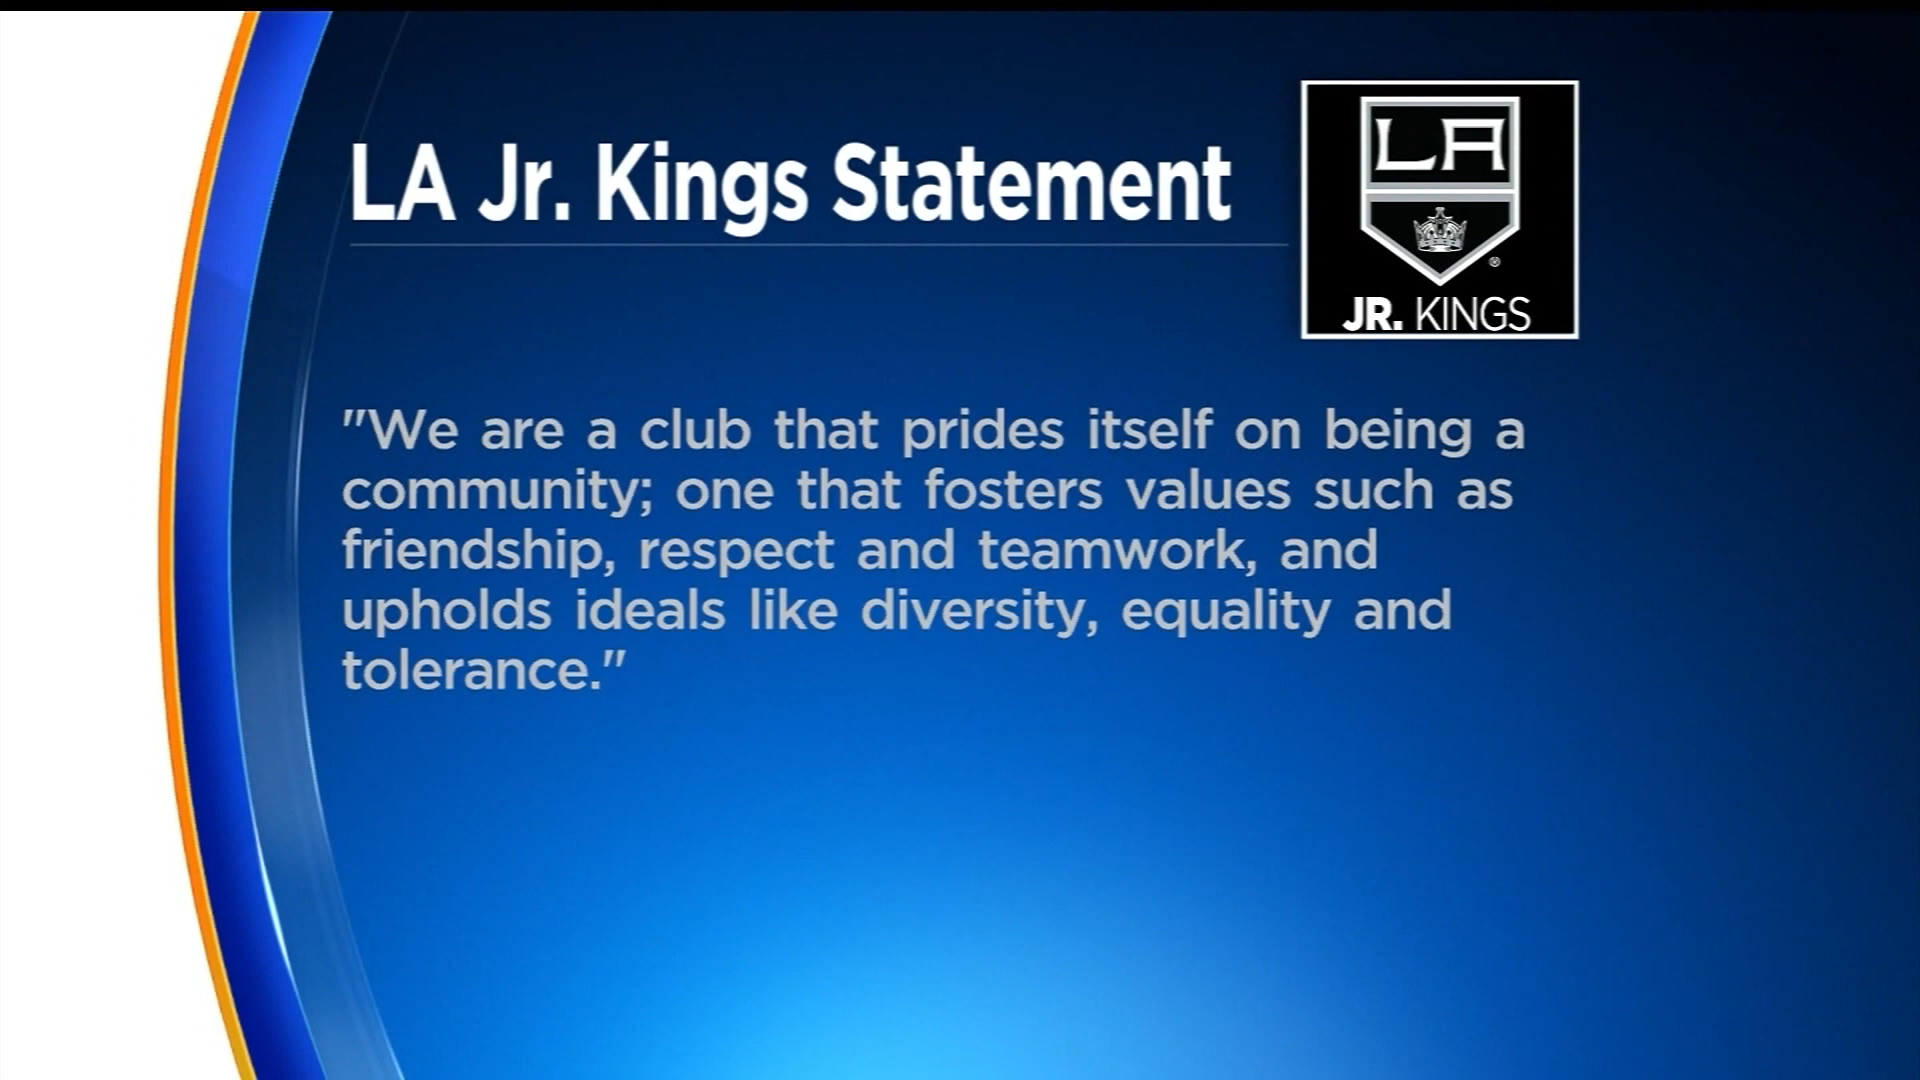 LA Jr. Kings Statement
LA
®
JR. KINGS
"We are a club that prides itself on being a
community; one that fosters values such as
friendship, respect and teamwork, and
upholds ideals like diversity, equality and
tolerance."